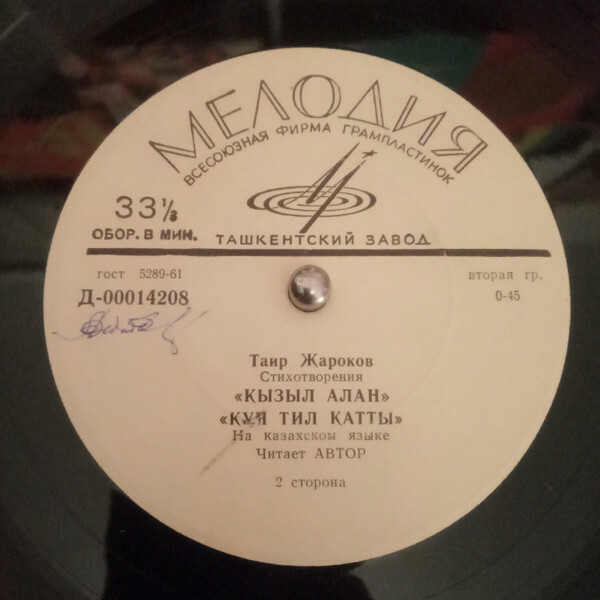 МЕЛОДИЯ
ВСЕСОЮЗНАЯ ФИРМА ГРАМПЛАСТИНОК
33⅓
ОБОР. В МИН.
ТАШКЕНТСКИЙ ЗАВОД
гост 5289-61
вторая гр.
Д-00014208
0-45
Таир Жароков
Стихотворения
«КЫЗЫЛ АЛАН»
«КУЯ ТИЛ КАТТЫ»
На казахском языке
Читает АВТОР
2 сторона